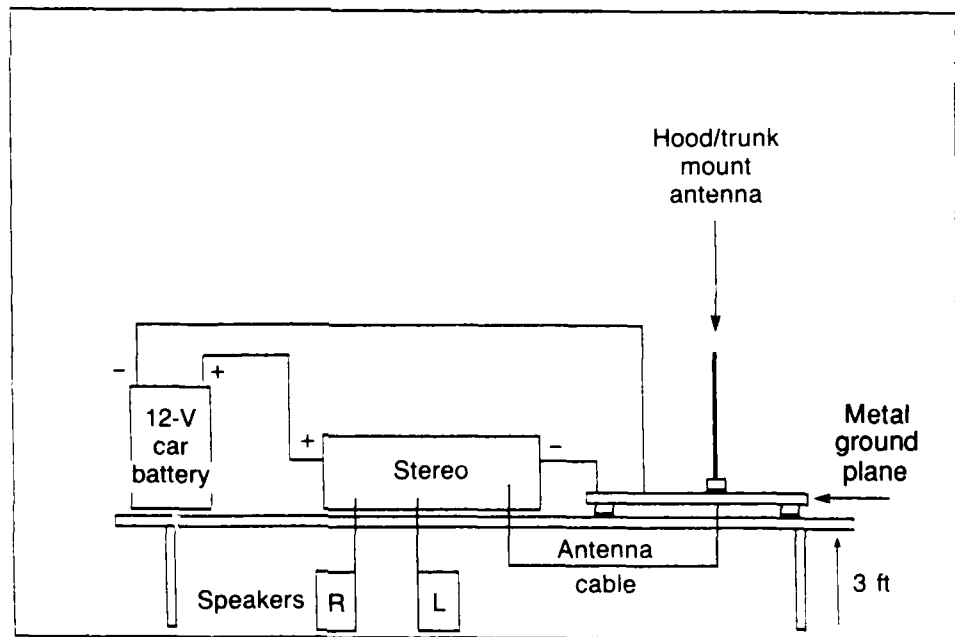 Hood/trunk
mount
antenna
−
+
12-V
car
battery
+
Stereo
−
Metal
ground
plane
Antenna
cable
3 ft
Speakers
R
L